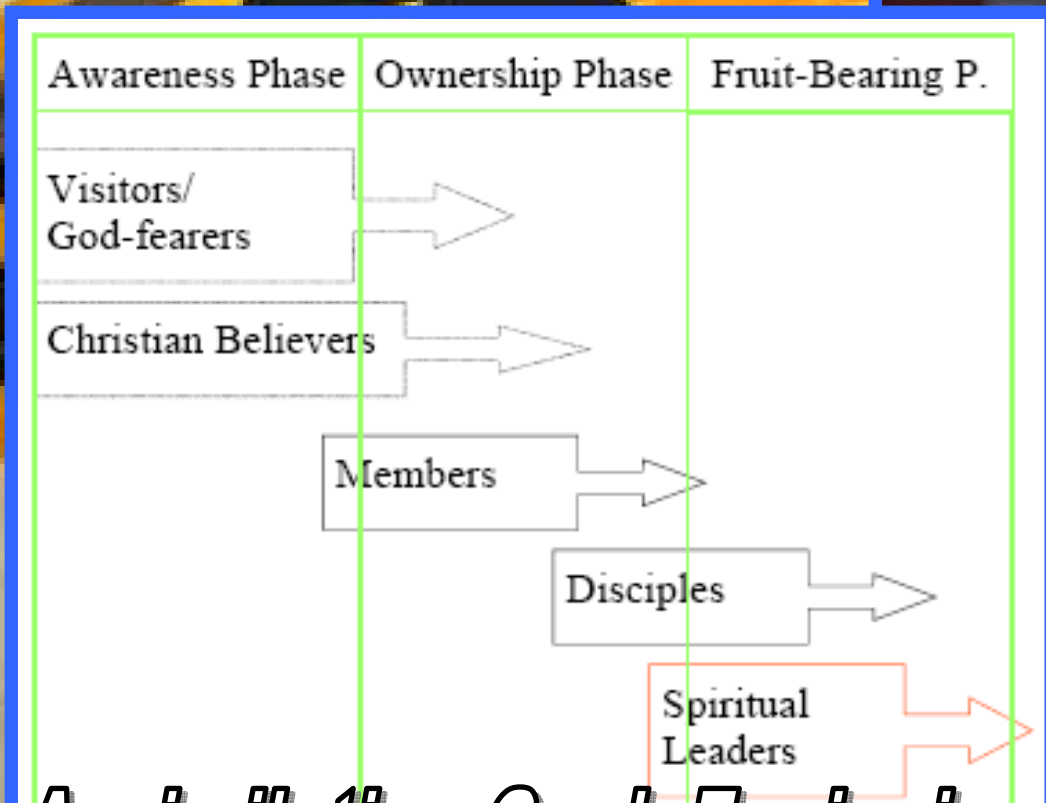 Awareness Phase Ownership Phase Fruit-Bearing P.
Visitors/
God-fearers
Christian Believers
Members
Disciples
Spiritual
Leaders